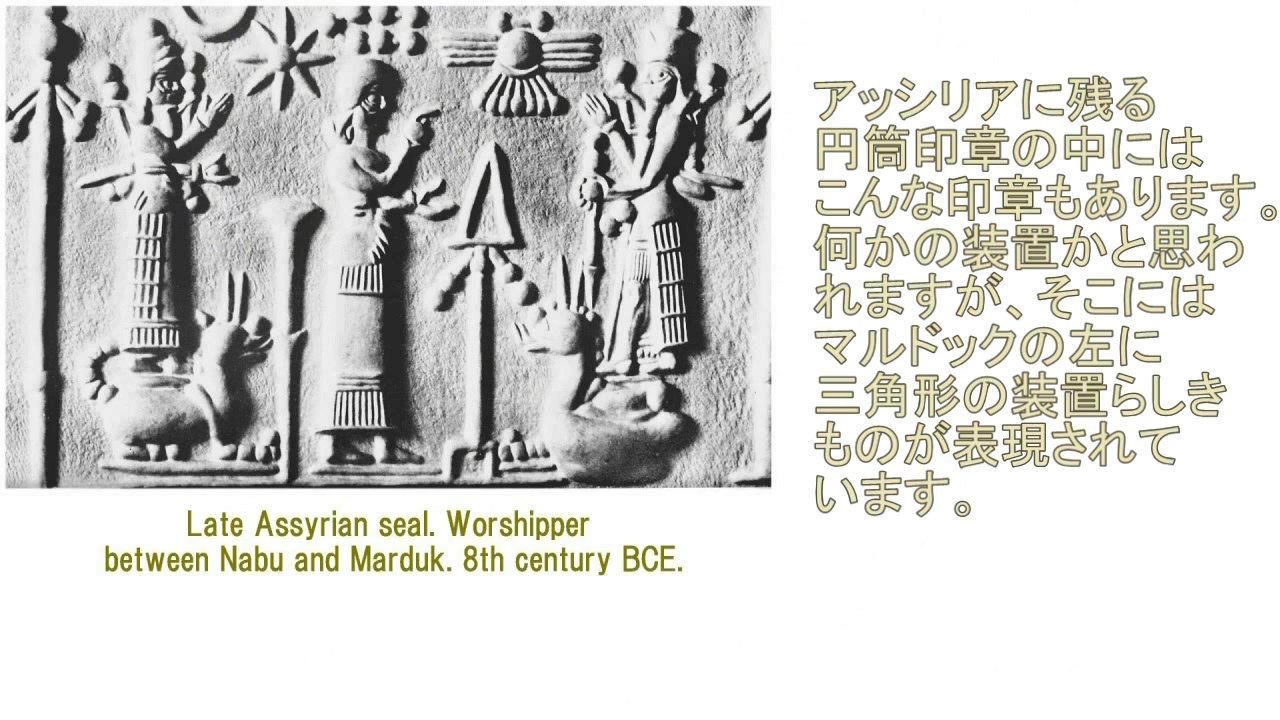 アッシリアに残る
円筒印章の中には
こんな印章もあります。
何かの装置かと思わ
れますが、そこには
マルドックの左に
三角形の装置らしき
ものが表現されて
います。
Late Assyrian seal. Worshipper
between Nabu and Marduk. 8th century BCE.